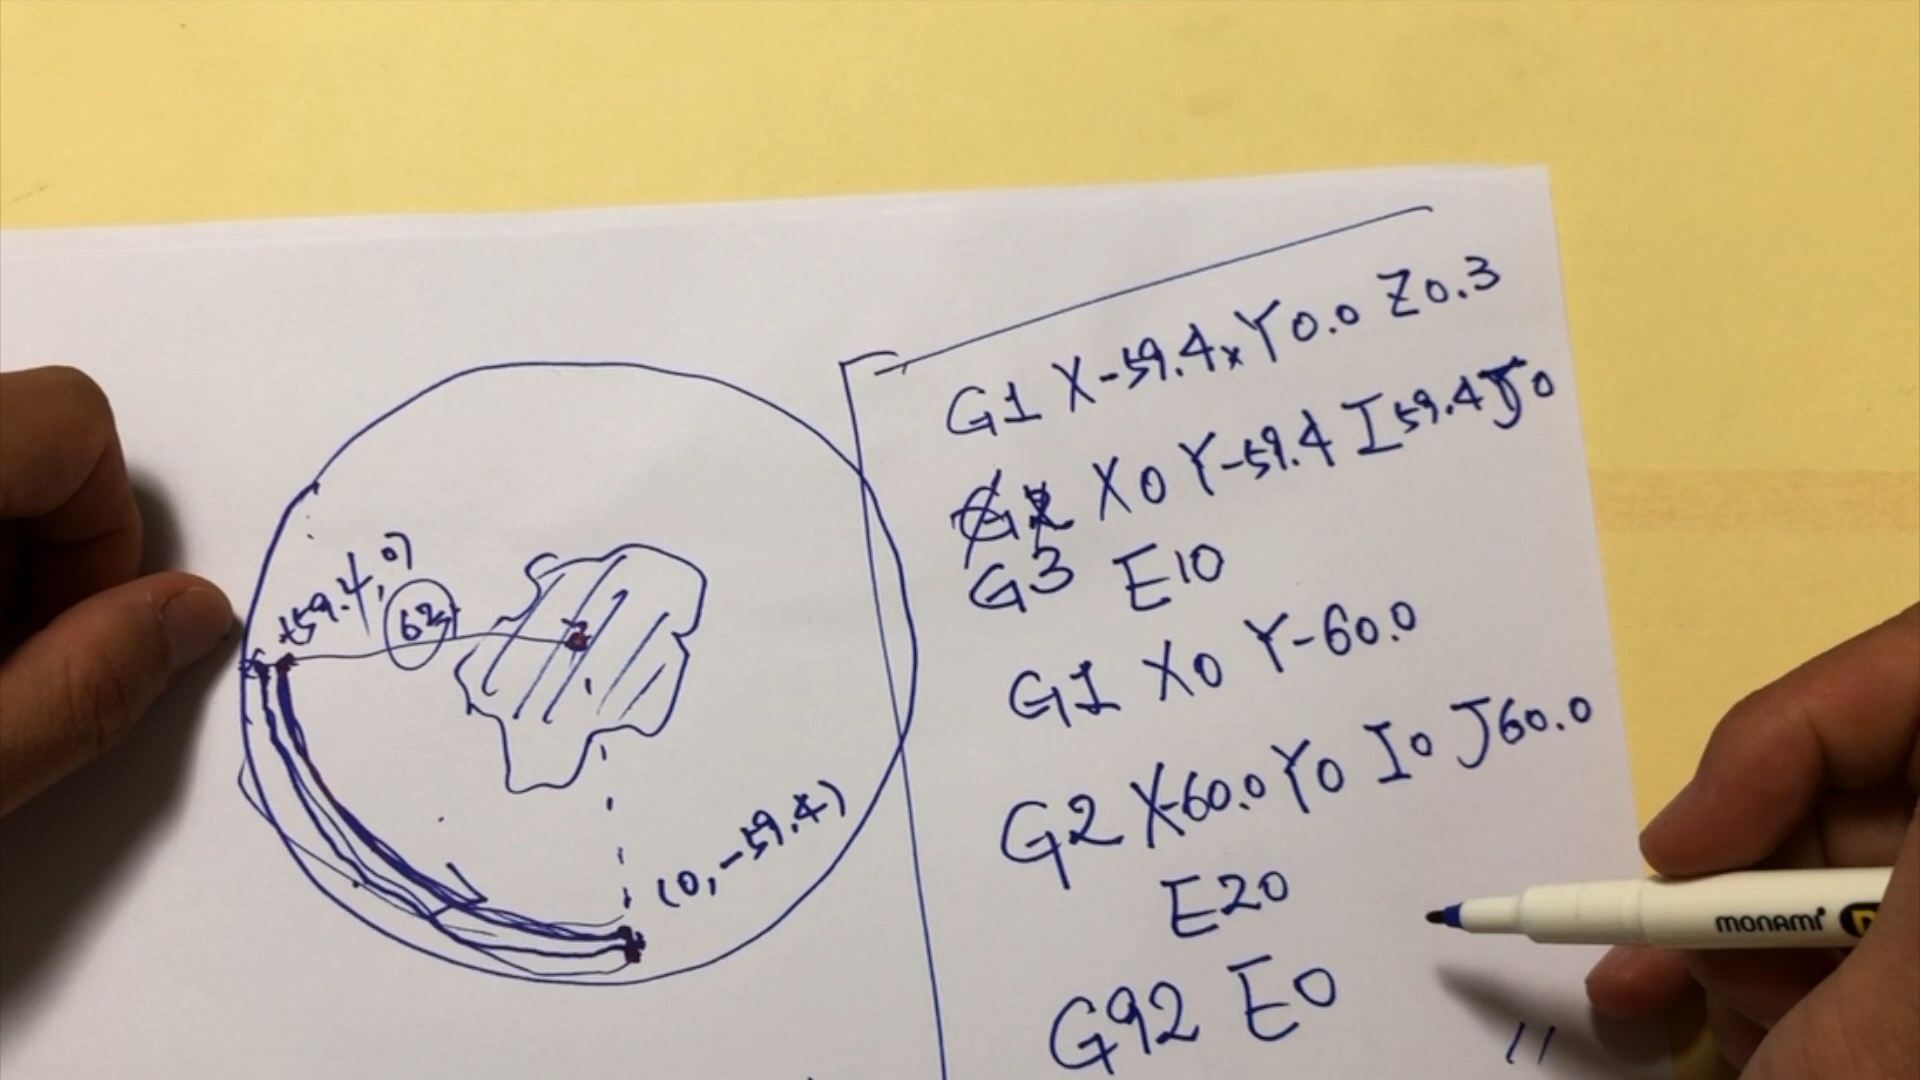 G1 X-59.4 Y0.0 Z0.3
G2 X0 Y-59.4 I59.4 J0
G3 E10
G1 X0 Y-60.0
G2 X-60.0 Y0 I0 J60.0
E20
G92 E0
(-59.4, 0)
(0, -59.4)
monami